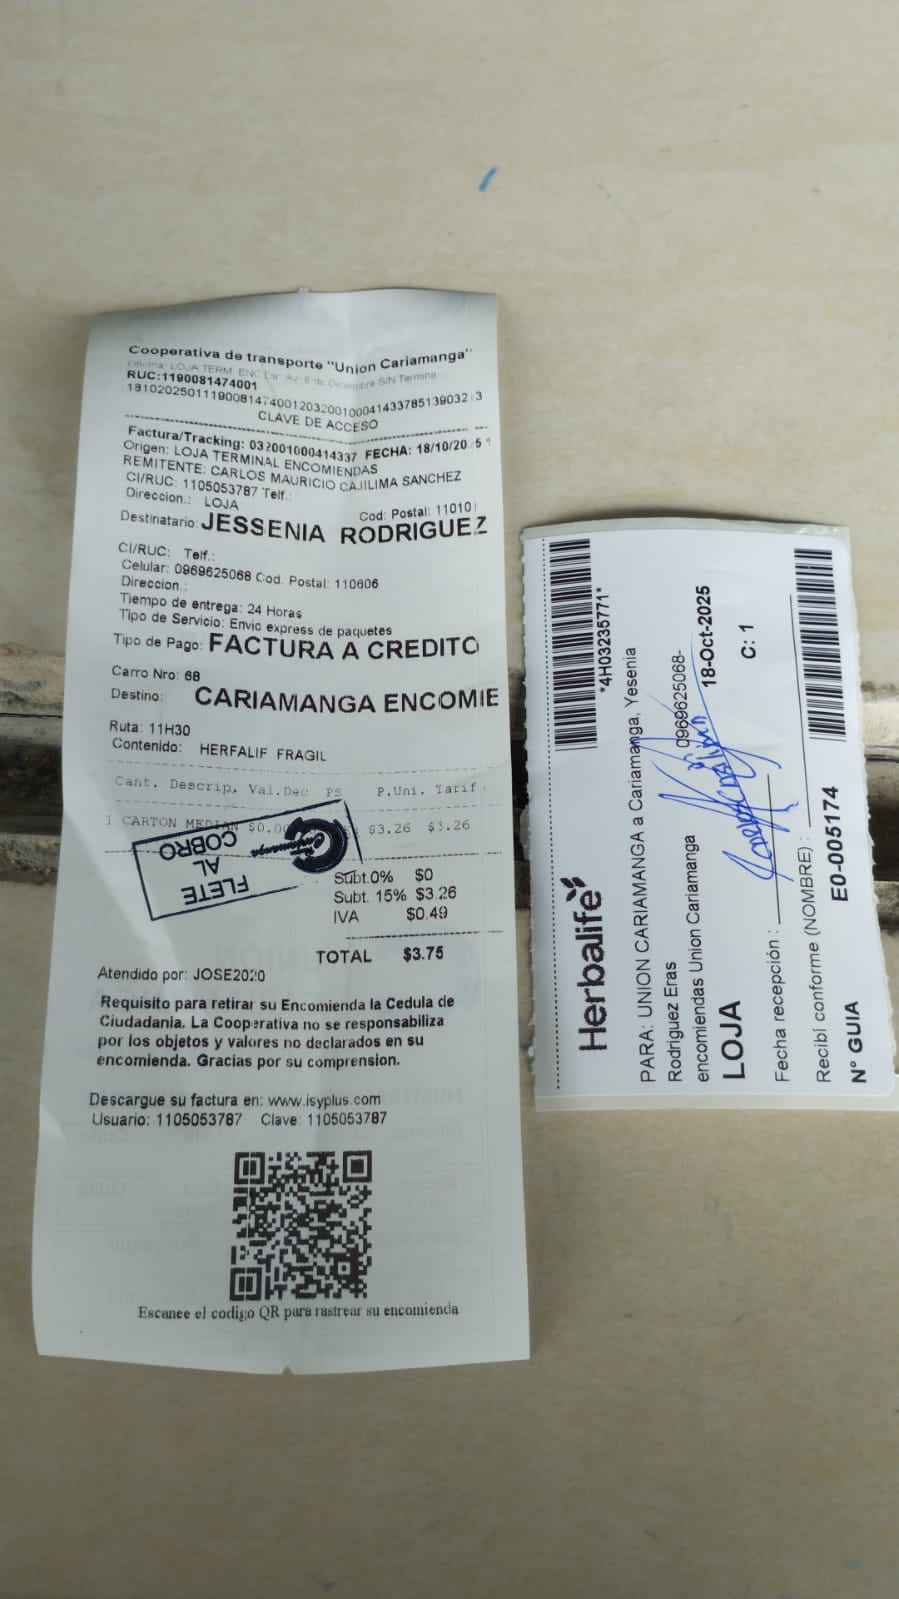 Cooperativa de transporte "Union Cariamanga"
LOJA TERM. ENC
RUC:1190081474001
CLAVE DE ACCESO
Factura/Tracking: 032001000414337 FECHA: 18/10/20 5
Origen: LOJA TERMINAL ENCOMIENDAS
REMITENTE: CARLOS MAURICIO CAJILIMA SANCHEZ
CI/RUC: 1105053787 Telf.:
Direccion.: LOJA Cod: Postal: 11010
Destinatario: JESSENIA RODRIGUEZ
CI/RUC: Telf.:
Celular: 0969625068 Cod. Postal: 110606
Direccion.:
Tiempo de entrega: 24 Horas
Tipo de Servicio: Envio express de paquetes
Tipo de Pago: FACTURA A CREDITO
Carro Nro: 68
Destino: CARIAMANGA ENCOMIE
Ruta: 11H30
Contenido: HERFALIF FRAGIL
Cant. Descrip. Val.Dec PS P.Uni. Tarif
1 CARTON $3.26 $3.26
FLETE
AL
COBRO
Cariamanga
Subt.0% $0
Subt. 15% $3.26
IVA $0.49
TOTAL $3.75
Atendido por: JOSE2020
Requisito para retirar su Encomienda la Cedula de
Ciudadania. La Cooperativa no se responsabiliza
por los objetos y valores no declarados en su
encomienda. Gracias por su comprension.
Descargue su factura en: www.isyplus.com
Usuario: 1105053787 Clave: 1105053787
Escanee el codigo QR para rastrear su encomienda
Herbalife
*4H03235771*
PARA: UNION CARIAMANGA a Cariamanga, Yesenia
Rodriguez Eras 0969625068-
encomiendas Union Cariamanga 18-Oct-2025
LOJA C: 1
Fecha recepción :
Recibí conforme (NOMBRE) :
N° GUIA E0-005174